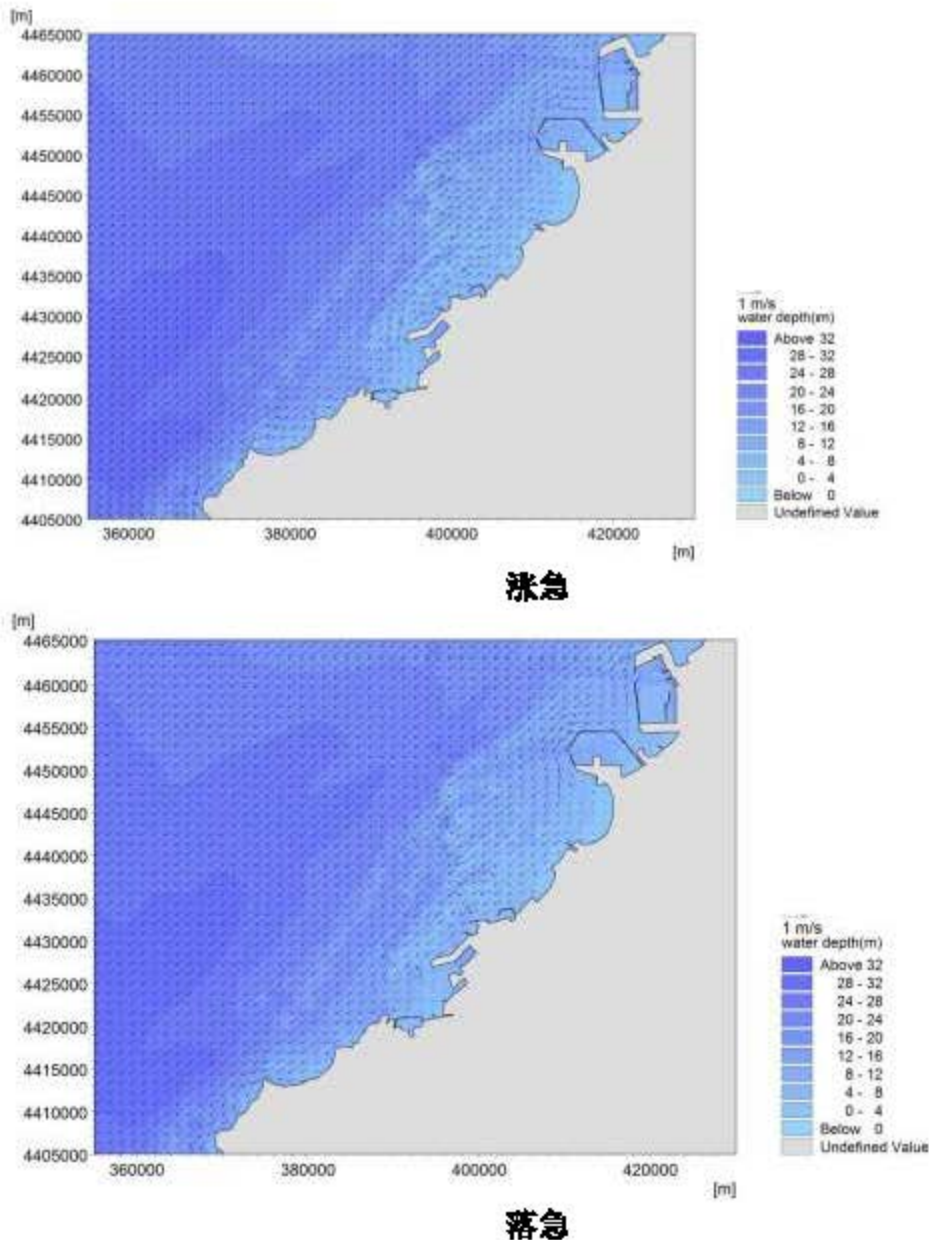 [m]
4465000
4460000
4455000
4450000
4445000
4440000
4435000
4430000
4425000
4420000
4415000
4410000
4405000
360000 380000 400000 420000
[m]
1 m/s
water depth(m)
Above 32
28 - 32
24 - 28
20 - 24
16 - 20
12 - 16
8 - 12
4 - 8
0 - 4
Below 0
Undefined Value
涨急
[m]
4465000
4460000
4455000
4450000
4445000
4440000
4435000
4430000
4425000
4420000
4415000
4410000
4405000
360000 380000 400000 420000
[m]
1 m/s
water depth(m)
Above 32
28 - 32
24 - 28
20 - 24
16 - 20
12 - 16
8 - 12
4 - 8
0 - 4
Below 0
Undefined Value
落急